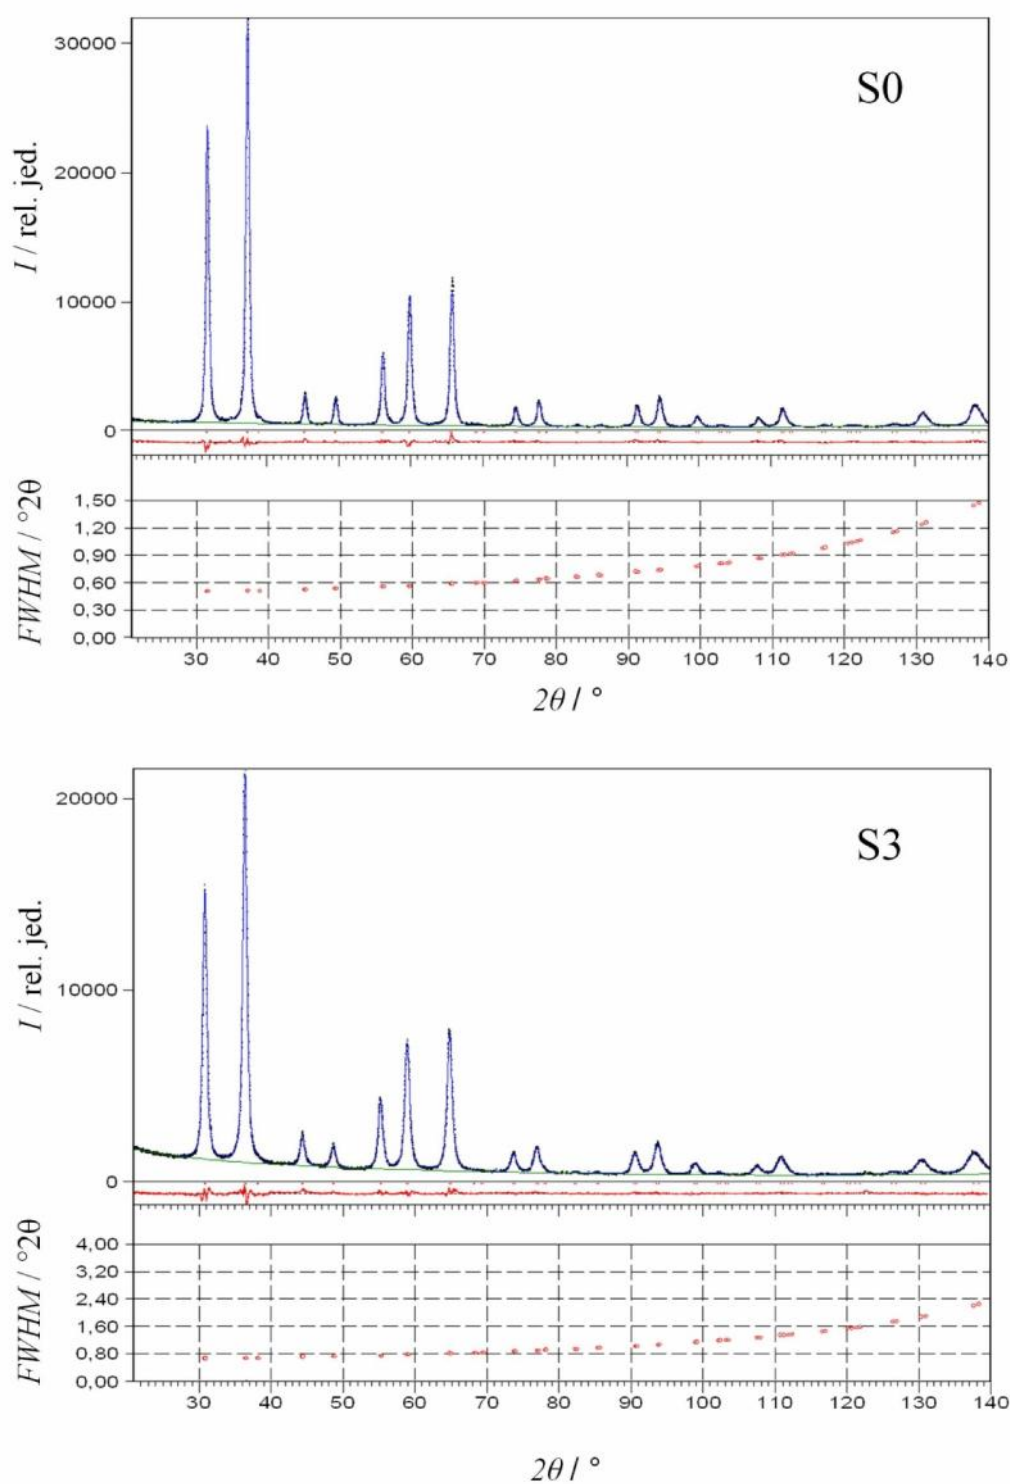 S0
I / rel. jed.
30000
20000
10000
0
FWHM / °2θ
1,50
1,20
0,90
0,60
0,30
0,00
30 40 50 60 70 80 90 100 110 120 130 140
2θ / °
S3
I / rel. jed.
20000
10000
0
FWHM / °2θ
4,00
3,20
2,40
1,60
0,80
0,00
30 40 50 60 70 80 90 100 110 120 130 140
2θ / °